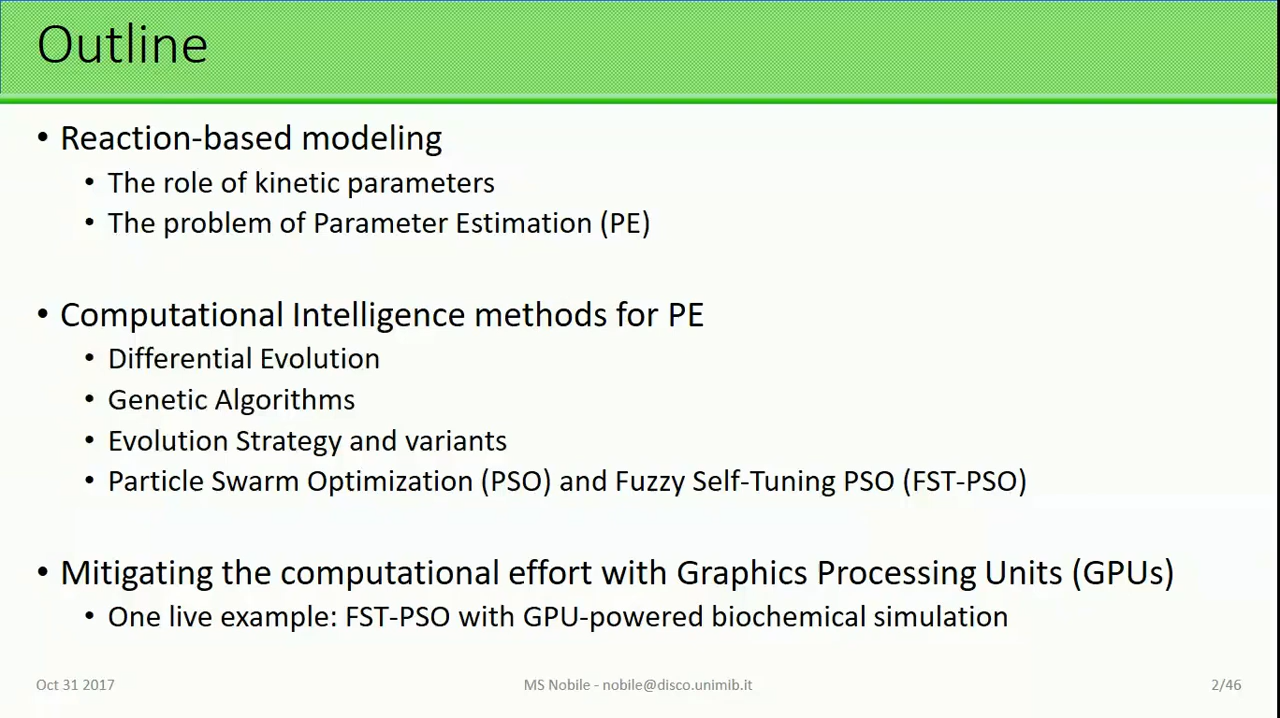 Outline
• Reaction-based modeling
• The role of kinetic parameters
• The problem of Parameter Estimation (PE)
• Computational Intelligence methods for PE
• Differential Evolution
• Genetic Algorithms
• Evolution Strategy and variants
• Particle Swarm Optimization (PSO) and Fuzzy Self-Tuning PSO (FST-PSO)
• Mitigating the computational effort with Graphics Processing Units (GPUs)
• One live example: FST-PSO with GPU-powered biochemical simulation
Oct 31 2017 MS Nobile - nobile@disco.unimib.it 2/46